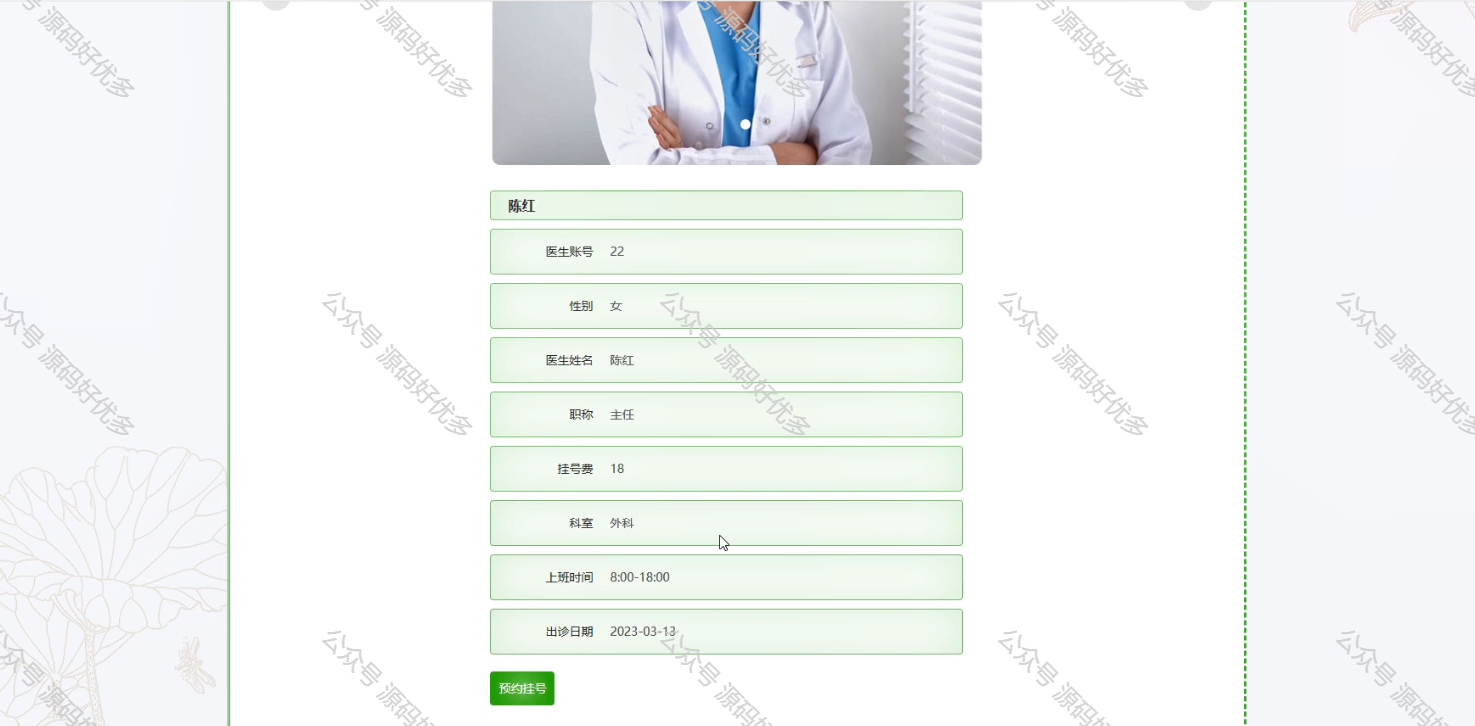 陈红
医生账号 22
性别 女
医生姓名 陈红
职称 主任
挂号费 18
科室 外科
上班时间 8:00-18:00
出诊日期 2023-03-13
预约挂号
公众号 源码好优多